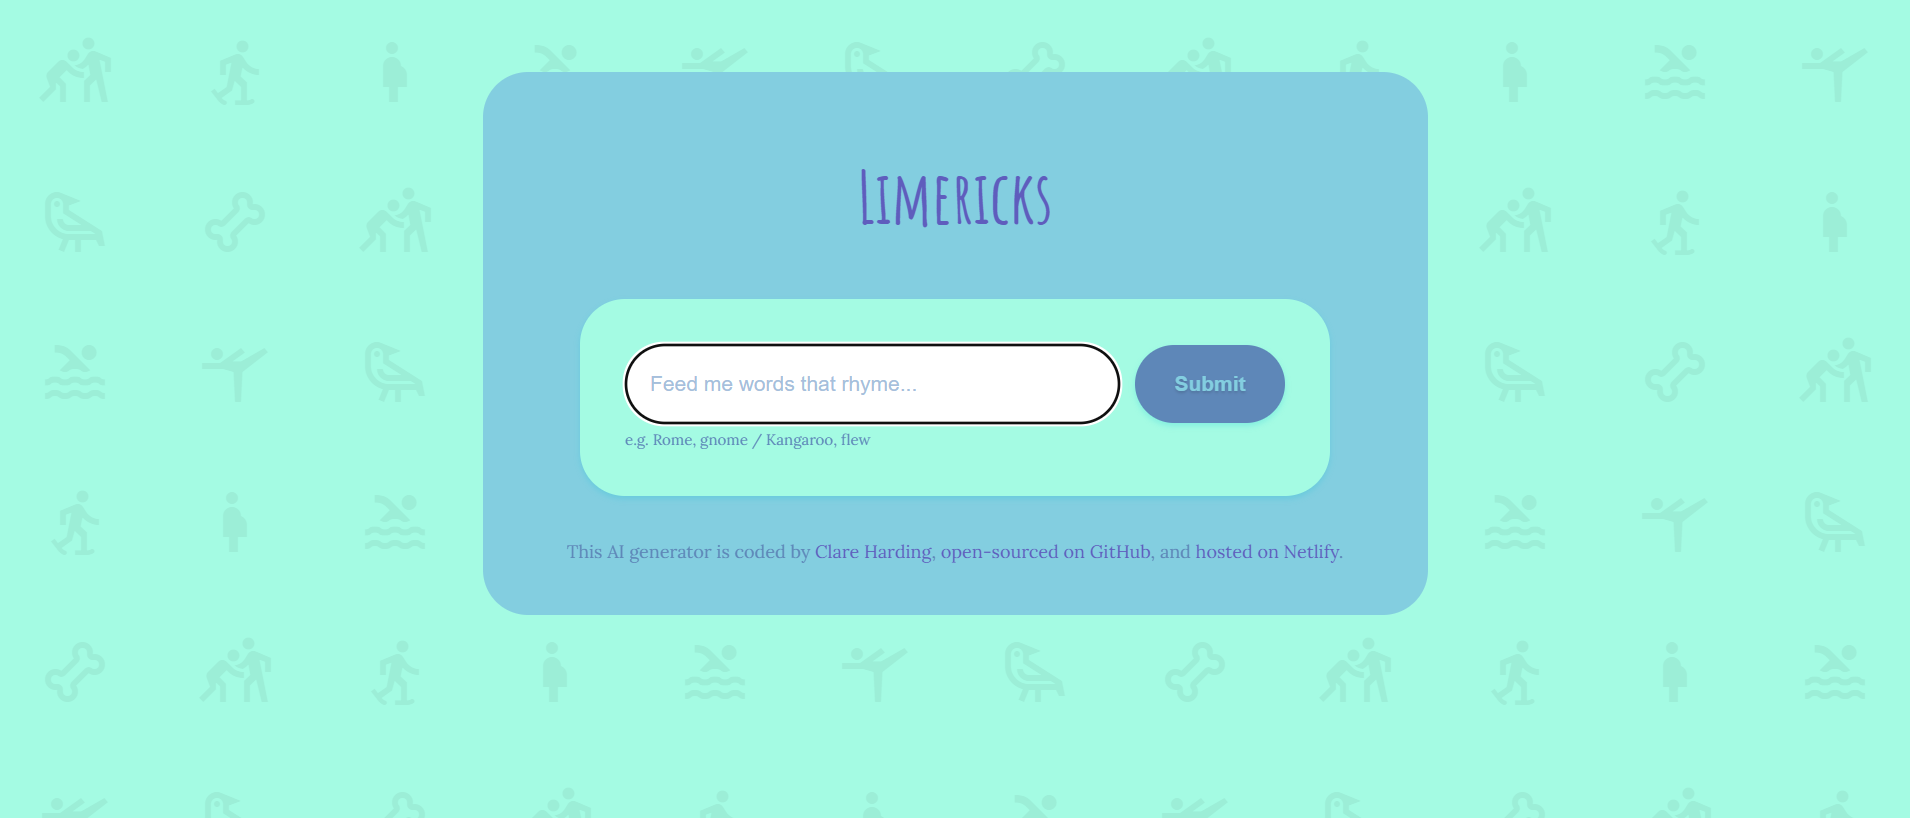 Limericks
Feed me words that rhyme...
Submit
e.g. Rome, gnome / Kangaroo, flew
This AI generator is coded by Clare Harding, open-sourced on GitHub, and hosted on Netlify.